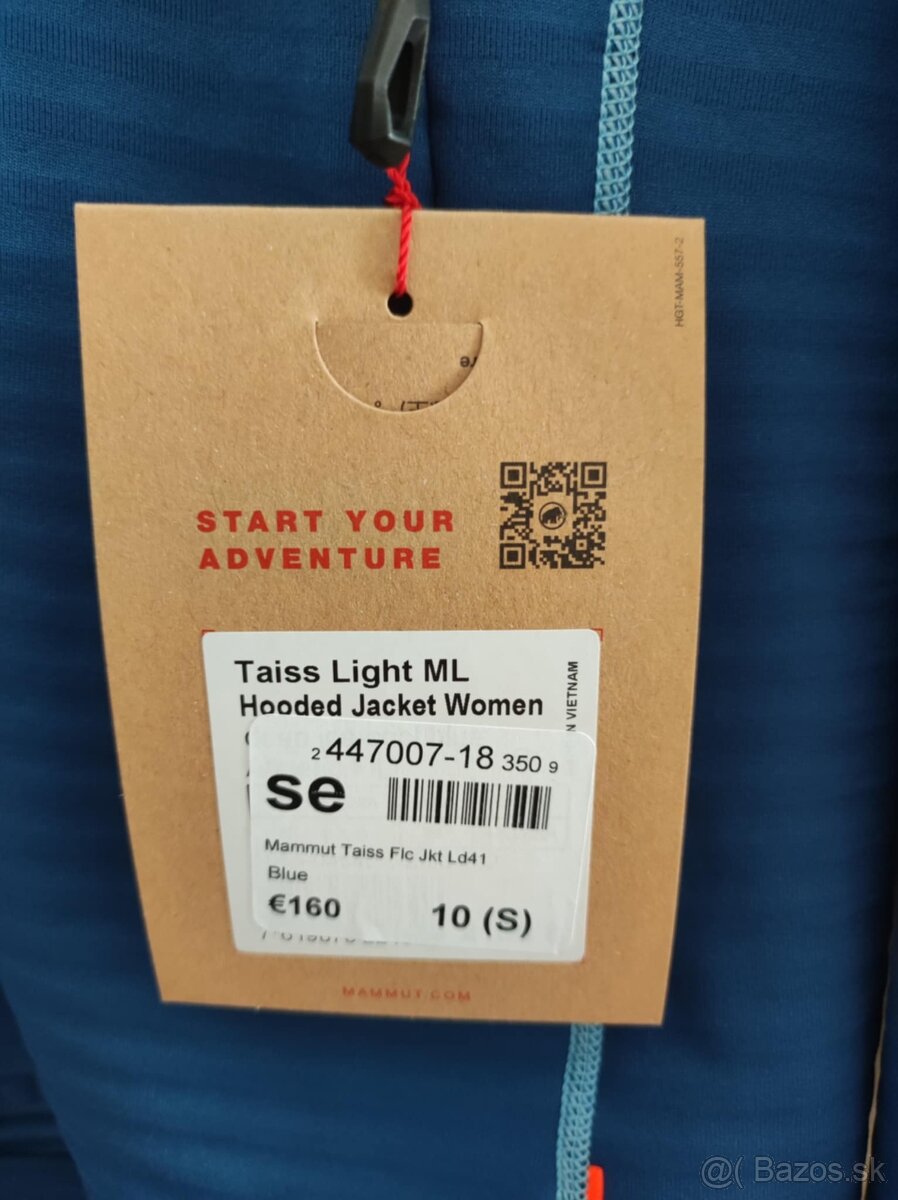 HGT-MAM-557-2
START YOUR
ADVENTURE
Taiss Light ML
Hooded Jacket Women
N VIETNAM
2 447007-18 350 9
se
Mammut Taiss Flc Jkt Ld41
Blue
€160 10 (S)
MAMMUT.COM
@( Bazos.sk